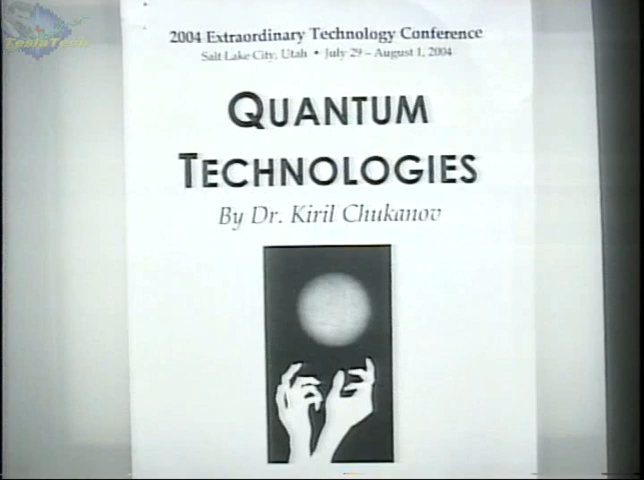 TeslaTech
2004 Extraordinary Technology Conference
Salt Lake City, Utah • July 29 – August 1, 2004
QUANTUM
TECHNOLOGIES
By Dr. Kiril Chukanov